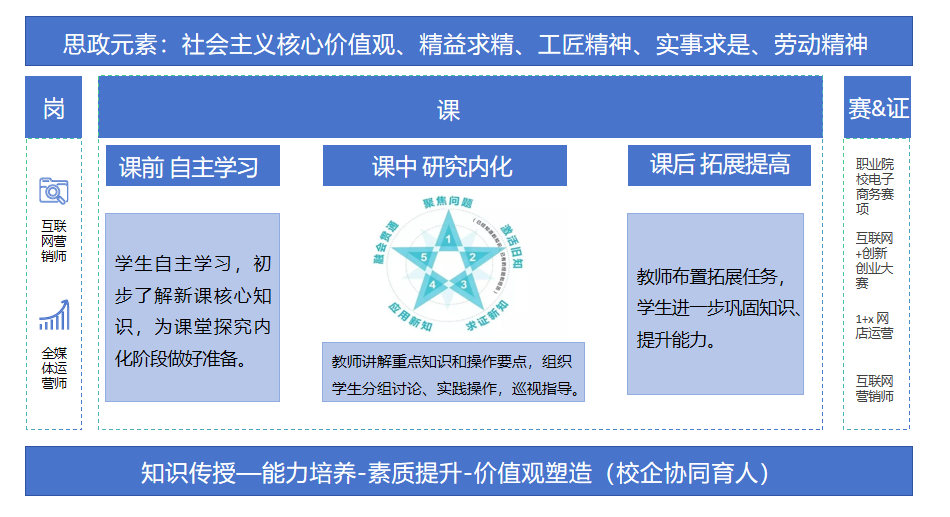 思政元素：社会主义核心价值观、精益求精、工匠精神、实事求是、劳动精神
岗
互联
网营
销师
全媒
体运
营师
课
课前 自主学习
学生自主学习，初
步了解新课核心知
识，为课堂探究内
化阶段做好准备。
课中 研究内化
聚焦问题
激活旧知
求证新知
应用新知
融会贯通
1
2
3
4
5
教师讲解重点知识和操作要点，组织
学生分组讨论、实践操作，巡视指导。
课后 拓展提高
教师布置拓展任务，
学生进一步巩固知识、
提升能力。
赛&证
职业院
校电子
商务赛
项
互联网
+创新
创业大
赛
1+x 网
店运营
互联网
营销师
知识传授—能力培养-素质提升-价值观塑造（校企协同育人）